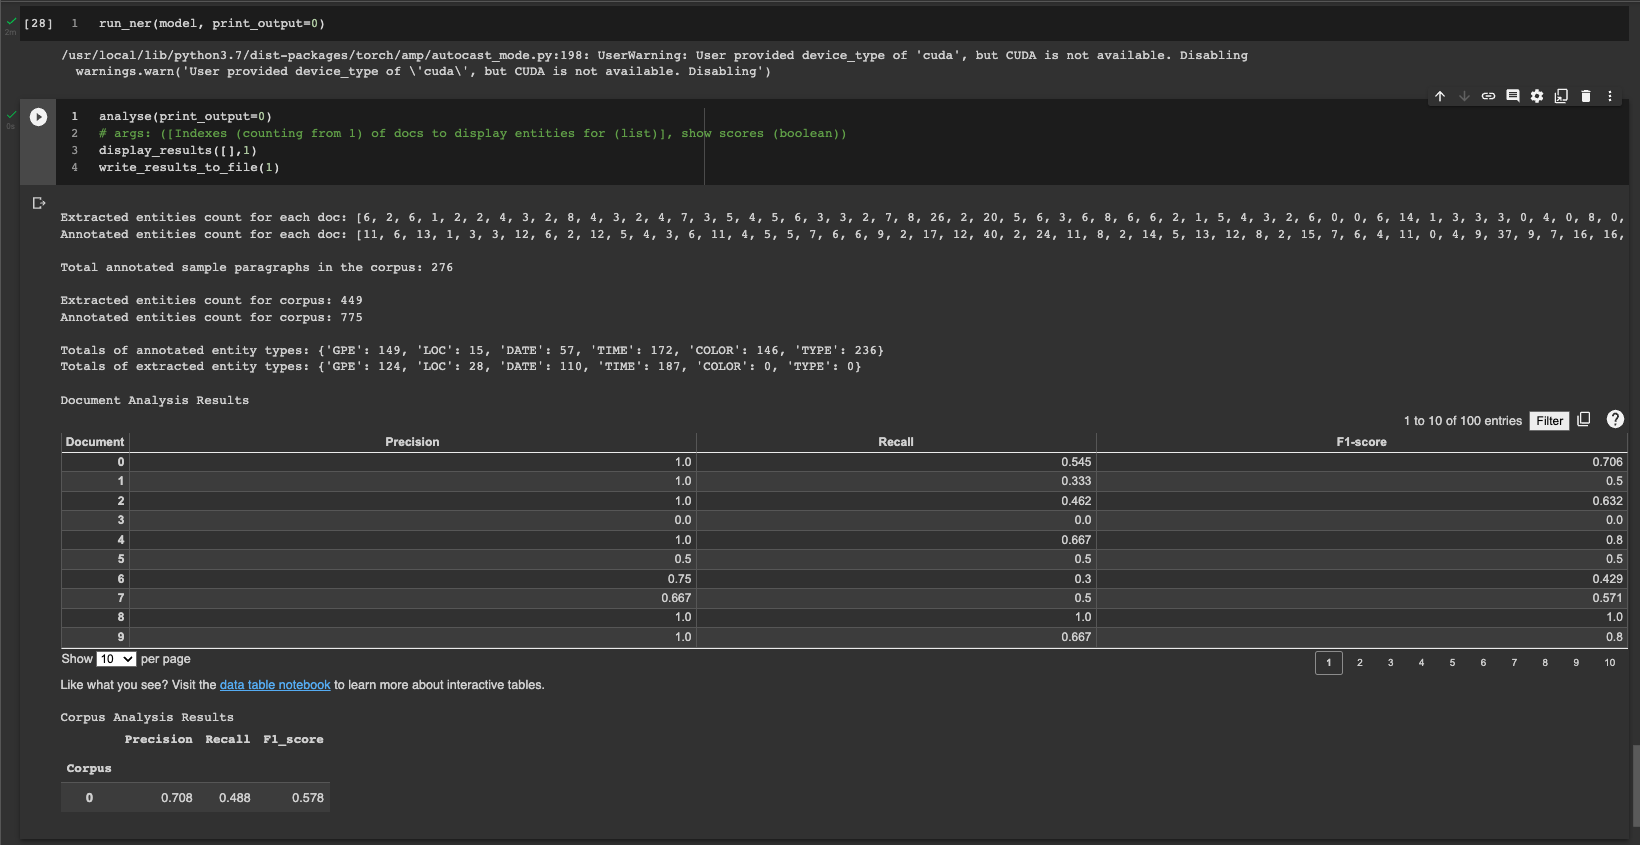 [28] 1 run_ner(model, print_output=0)
2m
/usr/local/lib/python3.7/dist-packages/torch/amp/autocast_mode.py:198: UserWarning: User provided device_type of 'cuda', but CUDA is not available. Disabling
warnings.warn('User provided device_type of \'cuda\', but CUDA is not available. Disabling')
0s
1 analyse(print_output=0)
2 # args: ([Indexes (counting from 1) of docs to display entities for (list)], show scores (boolean))
3 display_results([],1)
4 write_results_to_file(1)
Extracted entities count for each doc: [6, 2, 6, 1, 2, 2, 4, 3, 2, 8, 4, 3, 2, 4, 7, 3, 5, 4, 5, 6, 3, 3, 2, 7, 8, 26, 2, 20, 5, 6, 3, 6, 8, 6, 6, 2, 1, 5, 4, 3, 2, 6, 0, 0, 6, 14, 1, 3, 3, 3, 0, 4, 0, 8, 0,
Annotated entities count for each doc: [11, 6, 13, 1, 3, 3, 12, 6, 2, 12, 5, 4, 3, 6, 11, 4, 5, 5, 7, 6, 6, 9, 2, 17, 12, 40, 2, 24, 11, 8, 2, 14, 5, 13, 12, 8, 2, 15, 7, 6, 4, 11, 0, 4, 9, 37, 9, 7, 16, 16,
Total annotated sample paragraphs in the corpus: 276
Extracted entities count for corpus: 449
Annotated entities count for corpus: 775
Totals of annotated entity types: {'GPE': 149, 'LOC': 15, 'DATE': 57, 'TIME': 172, 'COLOR': 146, 'TYPE': 236}
Totals of extracted entity types: {'GPE': 124, 'LOC': 28, 'DATE': 110, 'TIME': 187, 'COLOR': 0, 'TYPE': 0}
Document Analysis Results
1 to 10 of 100 entries Filter ?
Document Precision Recall F1-score
0 1.0 0.545 0.706
1 1.0 0.333 0.5
2 1.0 0.462 0.632
3 0.0 0.0 0.0
4 1.0 0.667 0.8
5 0.5 0.5 0.5
6 0.75 0.3 0.429
7 0.667 0.5 0.571
8 1.0 1.0 1.0
9 1.0 0.667 0.8
Show 10 per page 1 2 3 4 5 6 7 8 9 10
Like what you see? Visit the data table notebook to learn more about interactive tables.
Corpus Analysis Results
Precision Recall F1_score
Corpus
0 0.708 0.488 0.578